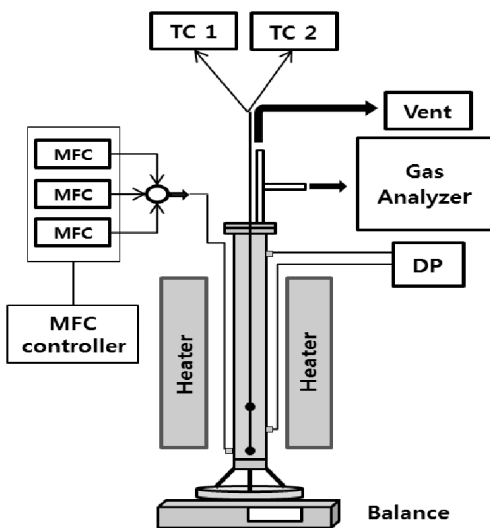 TC 1
TC 2
Vent
MFC
MFC
MFC
Gas
Analyzer
DP
MFC
controller
Heater
Heater
Balance